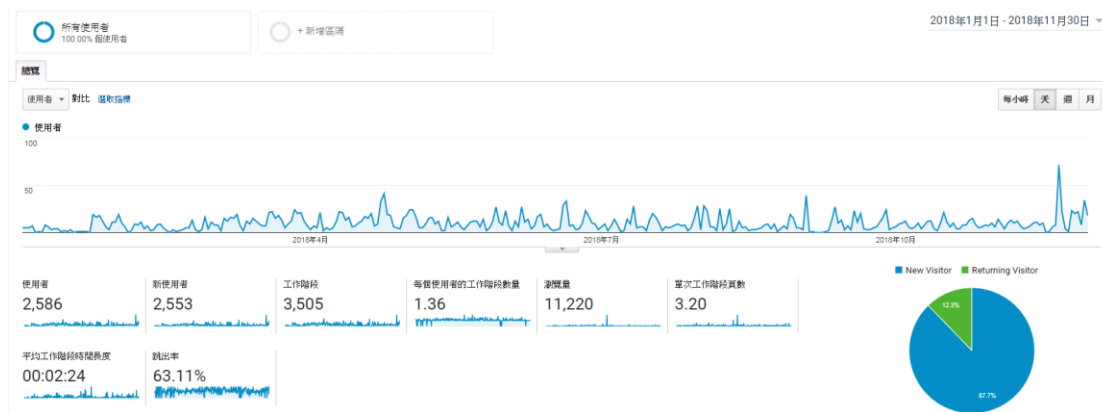 所有使用者
100.00% 個使用者
+ 新增區隔
2018年1月1日 - 2018年11月30日
總覽
使用者 對比 選取指標
每小時 天 週 月
使用者
100
50
2018年4月 2018年7月 2018年10月
使用者 新使用者 工作階段 每個使用者的工作階段數量 瀏覽量 單次工作階段頁數
2,586 2,553 3,505 1.36 11,220 3.20
平均工作階段時間長度 跳出率
00:02:24 63.11%
New Visitor Returning Visitor
12.3%
87.7%